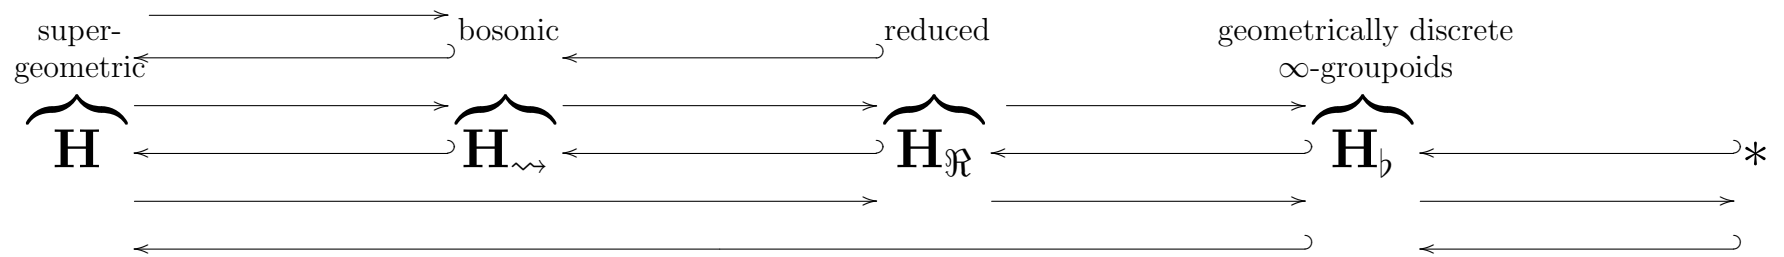 super-
geometric
bosonic
reduced
geometrically discrete
∞-groupoids
H H⇝ Hℜ H♭ *